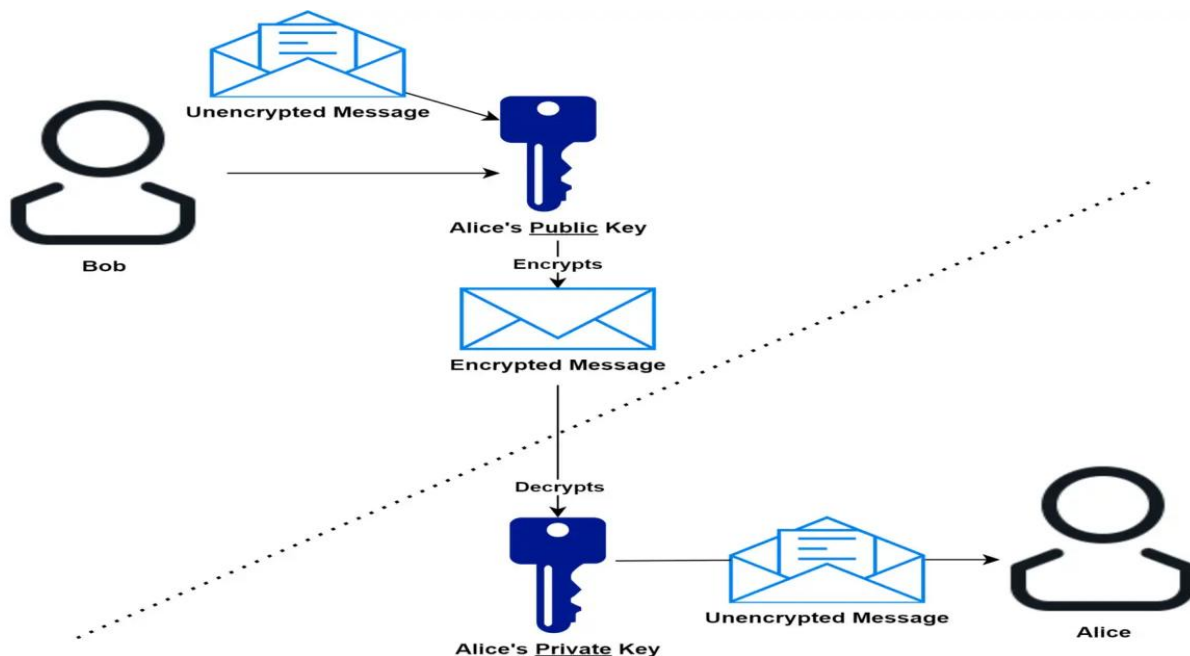 Unencrypted Message
Bob
Alice's Public Key
Encrypts
Encrypted Message
Decrypts
Alice's Private Key
Unencrypted Message
Alice